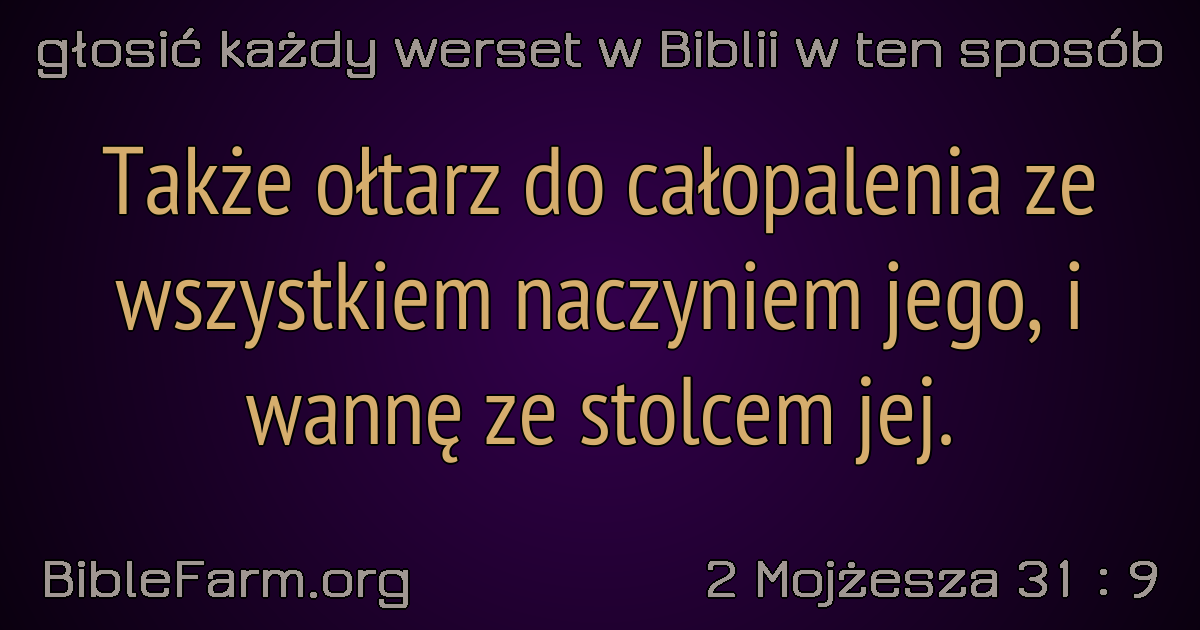 głosić każdy werset w Biblii w ten sposób
Także ołtarz do całopalenia ze
wszystkiem naczyniem jego, i
wannę ze stolcem jej.
BibleFarm.org
2 Mojżesza 31 : 9